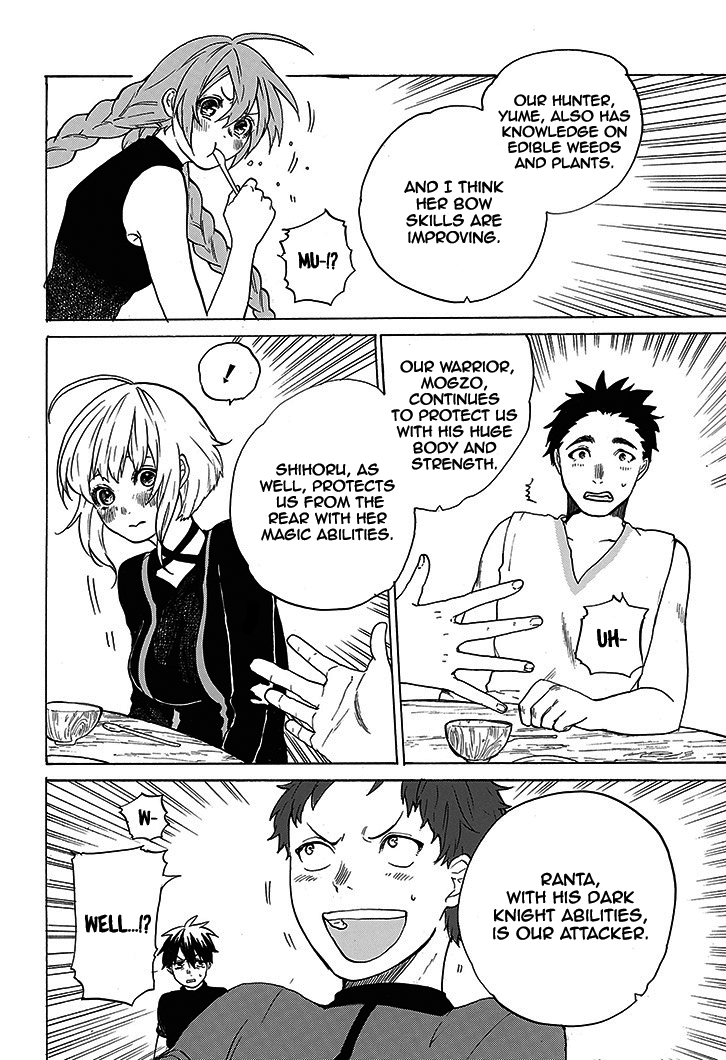 OUR HUNTER,
YUME, ALSO HAS
KNOWLEDGE ON
EDIBLE WEEDS
AND PLANTS.
AND I THINK
HER BOW
SKILLS ARE
IMPROVING.
MU-!?
OUR WARRIOR,
MOGZO,
CONTINUES
TO PROTECT US
WITH HIS HUGE
BODY AND
STRENGTH.
UH-
!
SHIHORU, AS
WELL, PROTECTS
US FROM THE
REAR WITH HER
MAGIC ABILITIES.
RANTA,
WITH HIS DARK
KNIGHT ABILITIES,
IS OUR ATTACKER.
W-
WELL...!?